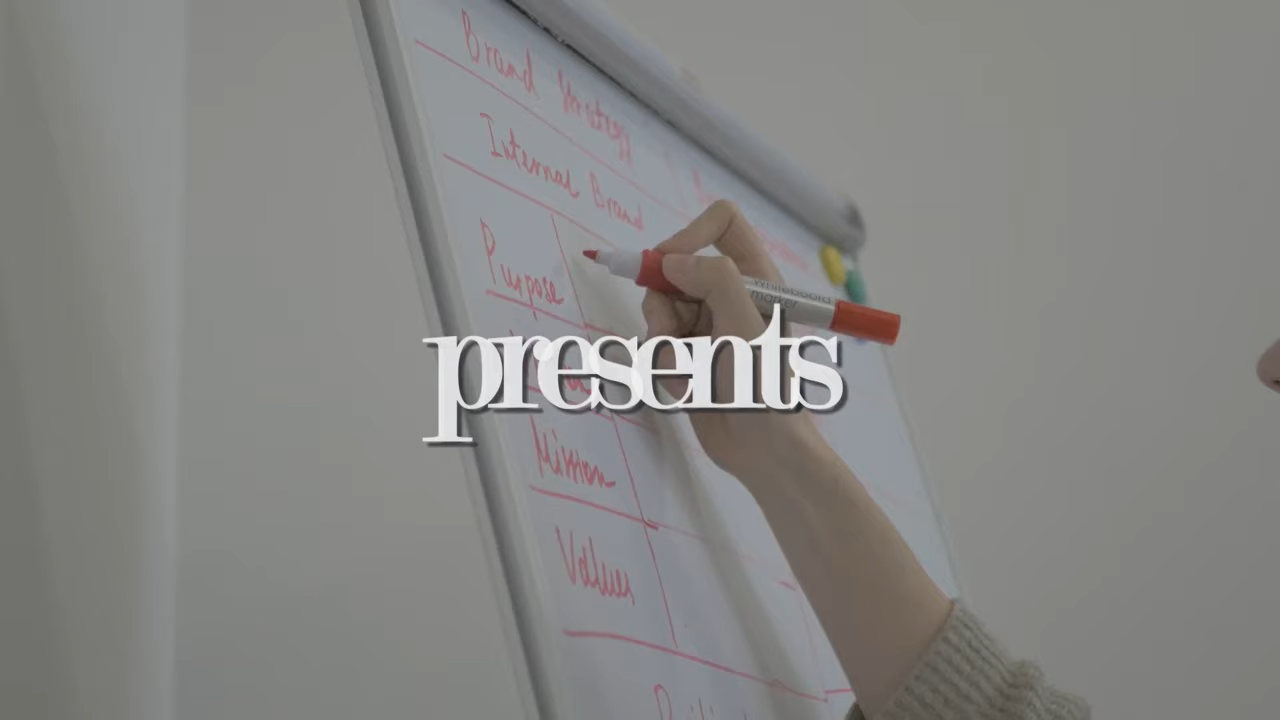 Brand Strategy
Internal Brand
Purpose
Whiteboard
marker
presents
Mission
Values